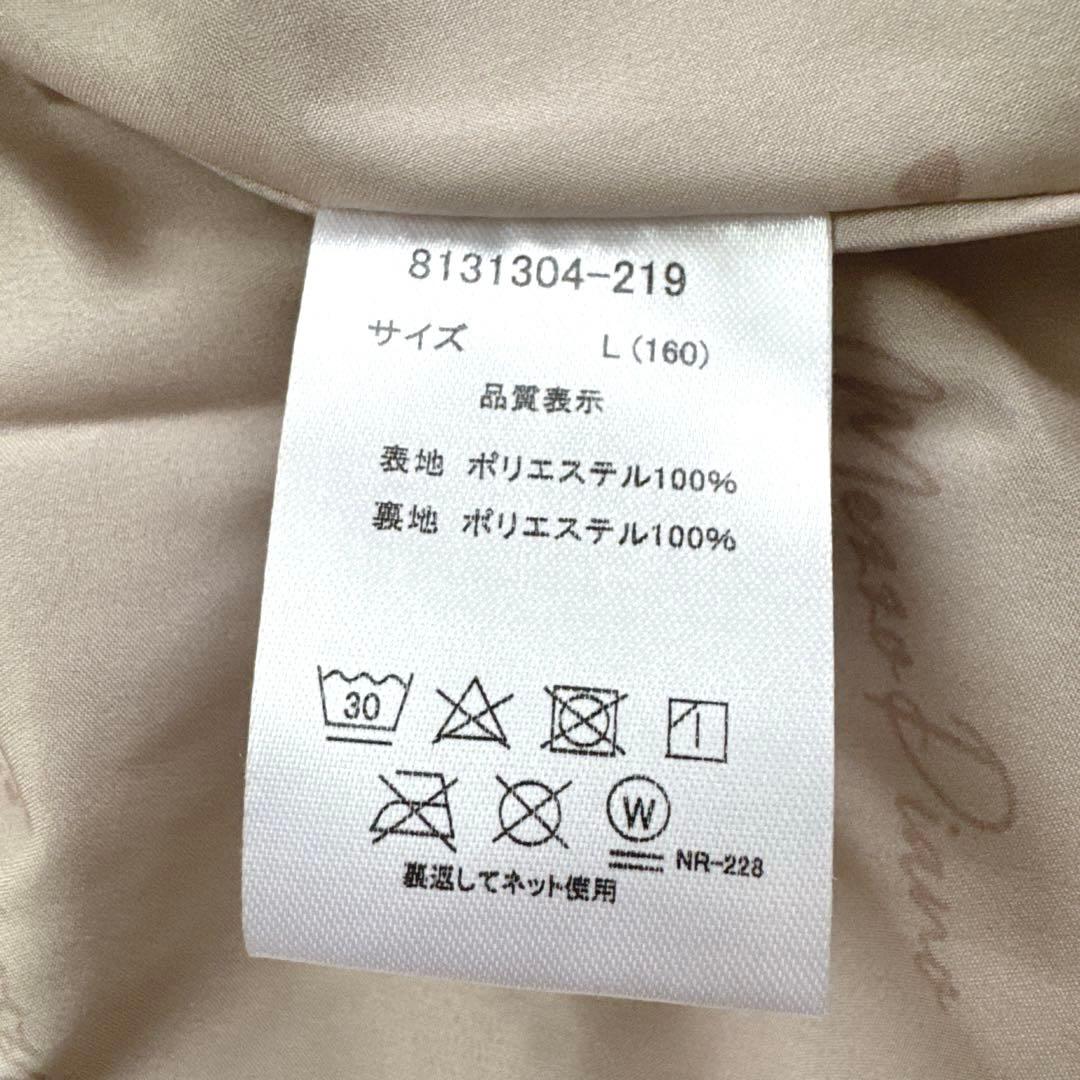 8131304-219
サイズ L (160)
品質表示
表地 ポリエステル100%
裏地 ポリエステル100%
30
W
NR-228
裏返してネット使用
Mezzo Piano